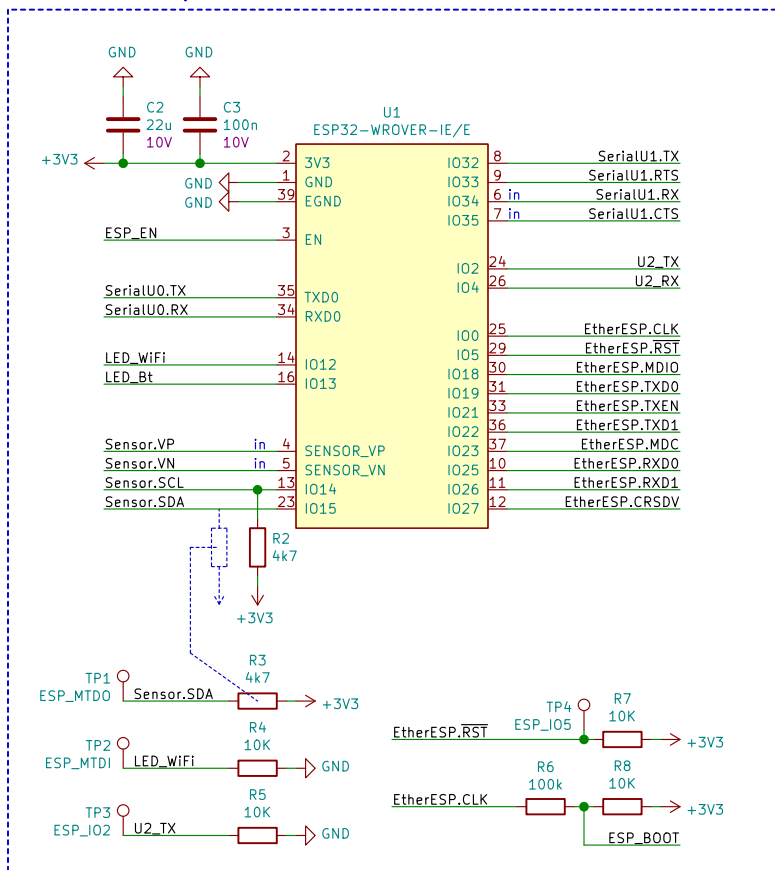 GND
GND
C2
22u
10V
C3
100n
10V
U1
ESP32-WROVER-IE/E
+3V3
2
3V3
GND
1
GND
GND
39
EGND
ESP_EN
3
EN
SerialU0.TX
35
TXD0
SerialU0.RX
34
RXD0
LED_WiFi
14
IO12
LED_Bt
16
IO13
Sensor.VP
in
4
SENSOR_VP
Sensor.VN
in
5
SENSOR_VN
Sensor.SCL
13
IO14
Sensor.SDA
23
IO15
IO32
8
SerialU1.TX
IO33
9
SerialU1.RTS
IO34
6
in
SerialU1.RX
IO35
7
in
SerialU1.CTS
IO2
24
U2_TX
IO4
26
U2_RX
IO0
25
EtherESP.CLK
IO5
29
EtherESP.RST
IO18
30
EtherESP.MDIO
IO19
31
EtherESP.TXD0
IO21
33
EtherESP.TXEN
IO22
36
EtherESP.TXD1
IO23
37
EtherESP.MDC
IO25
10
EtherESP.RXD0
IO26
11
EtherESP.RXD1
IO27
12
EtherESP.CRSDV
R2
4k7
+3V3
TP1
ESP_MTDO
Sensor.SDA
R3
4k7
+3V3
TP2
ESP_MTDI
LED_WiFi
R4
10K
GND
TP3
ESP_IO2
U2_TX
R5
10K
GND
EtherESP.RST
TP4
ESP_IO5
R7
10K
+3V3
EtherESP.CLK
R6
100k
R8
10K
+3V3
ESP_BOOT